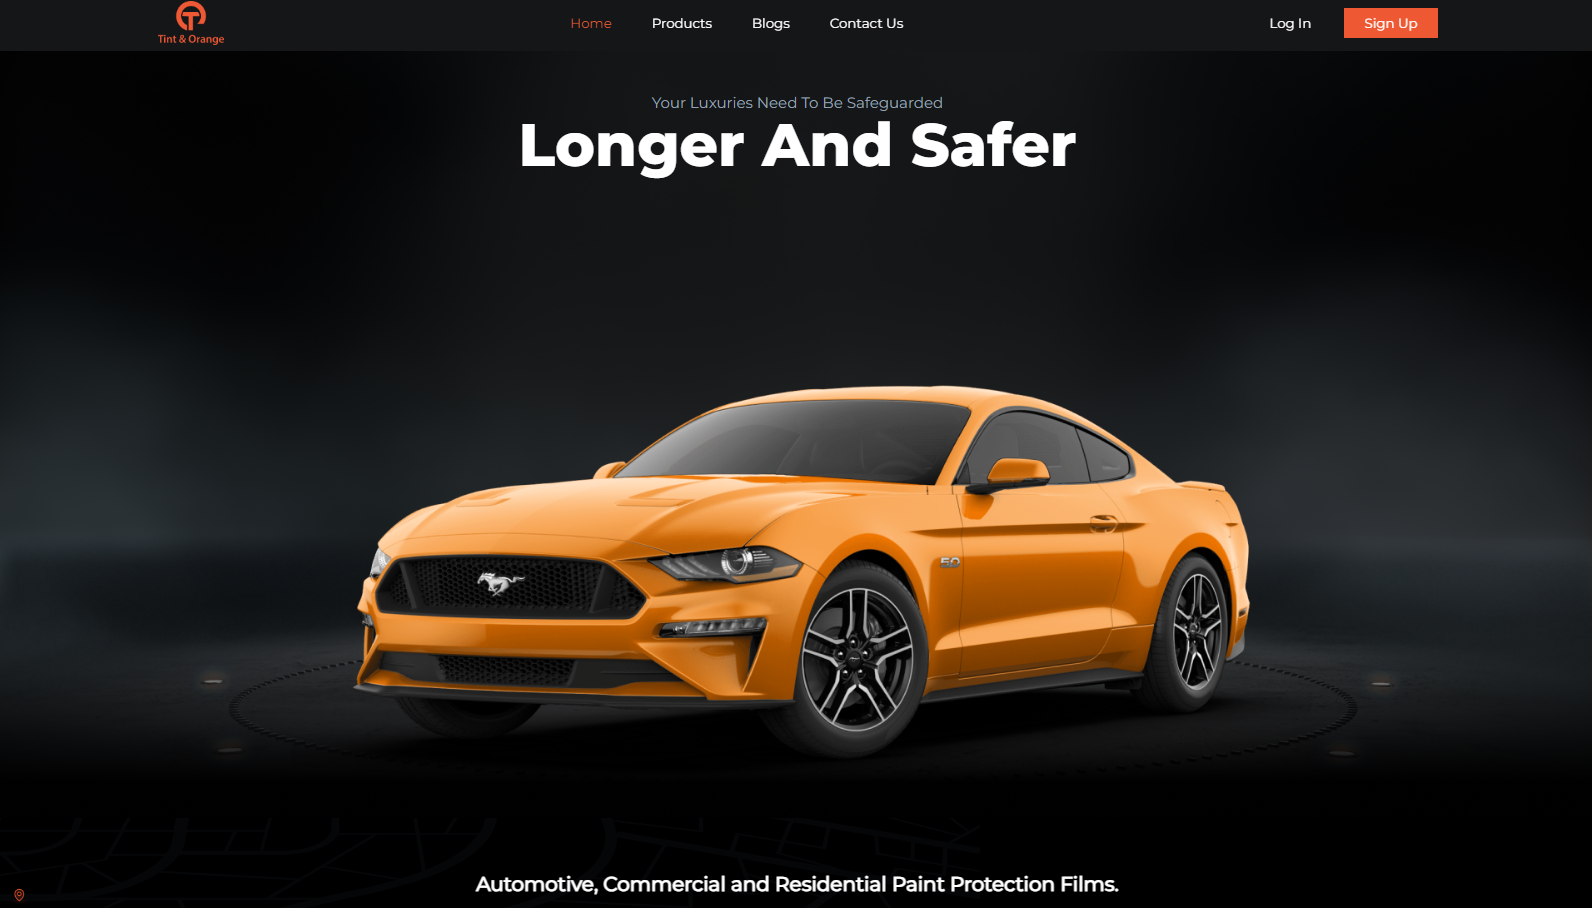 Tint & Orange
Home
Products
Blogs
Contact Us
Log In
Sign Up
Your Luxuries Need To Be Safeguarded
Longer And Safer
5.0
Automotive, Commercial and Residential Paint Protection Films.